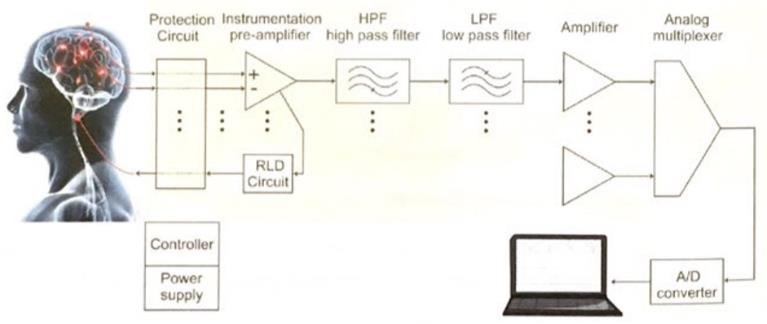 Protection
Circuit
Instrumentation
pre-amplifier
HPF
high pass filter
LPF
low pass filter
Amplifier
Analog
multiplexer
+
-
RLD
Circuit
Controller
Power
supply
A/D
converter